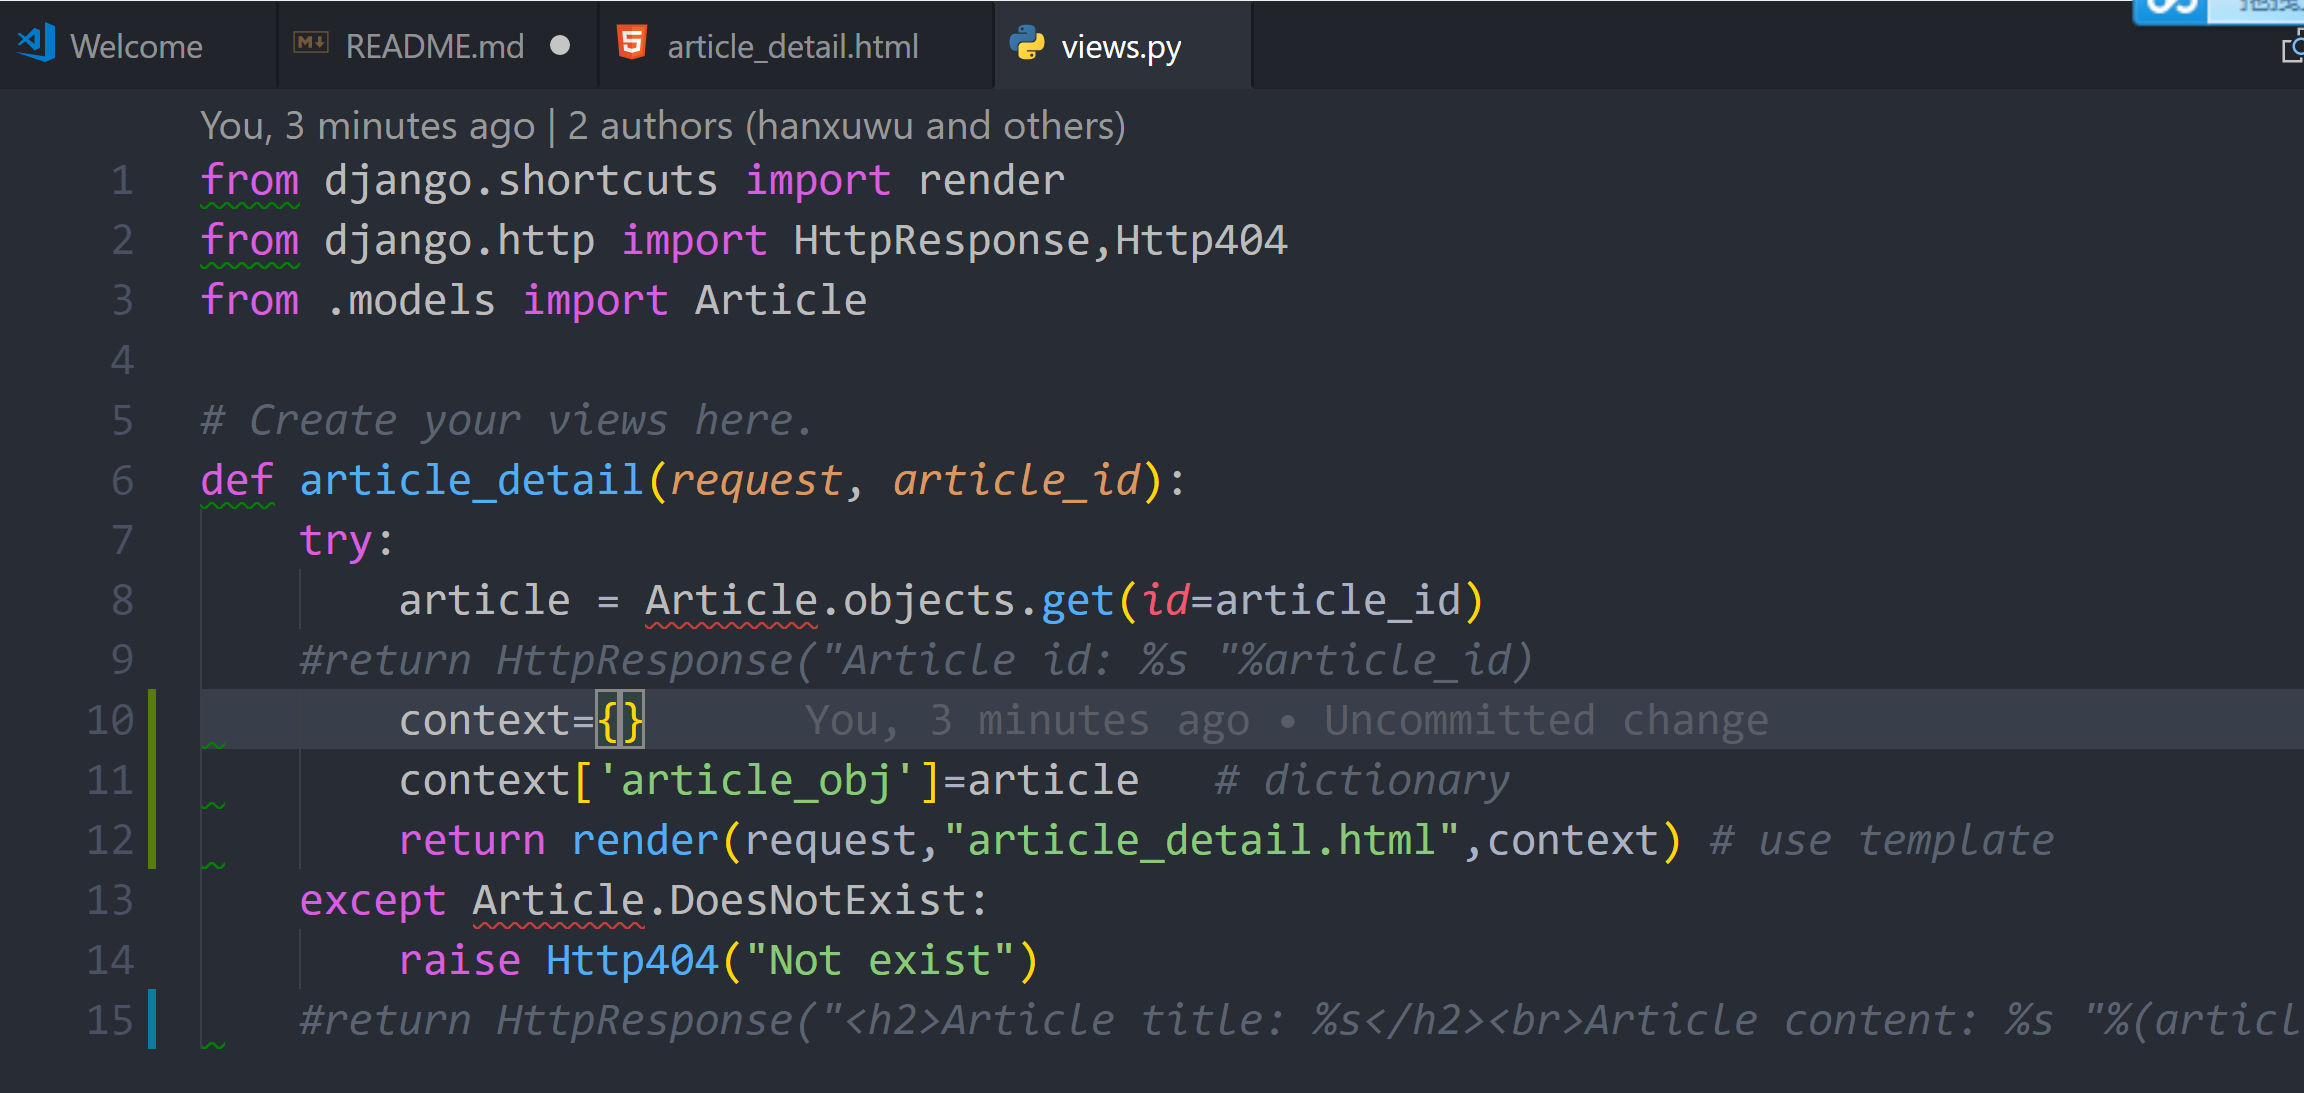 Welcome README.md article_detail.html views.py
You, 3 minutes ago | 2 authors (hanxuwu and others)
1 from django.shortcuts import render
2 from django.http import HttpResponse,Http404
3 from .models import Article
4
5 # Create your views here.
6 def article_detail(request, article_id):
7 try:
8 article = Article.objects.get(id=article_id)
9 #return HttpResponse("Article id: %s "%article_id)
10 context={} You, 3 minutes ago • Uncommitted change
11 context['article_obj']=article # dictionary
12 return render(request,"article_detail.html",context) # use template
13 except Article.DoesNotExist:
14 raise Http404("Not exist")
15 #return HttpResponse("<h2>Article title: %s</h2><br>Article content: %s "%(articl